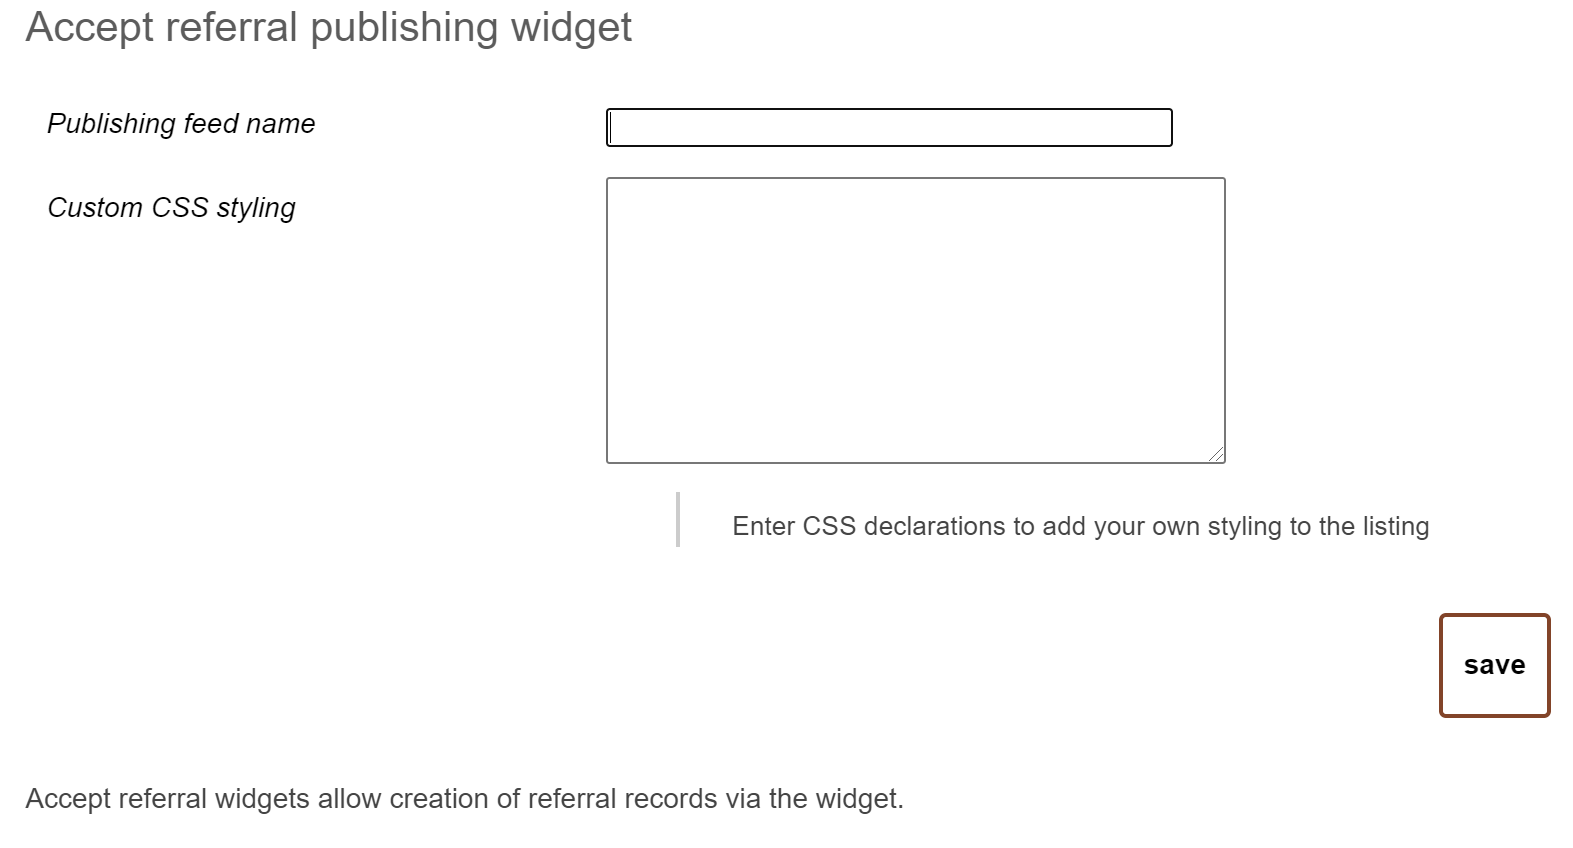 Accept referral publishing widget
Publishing feed name
Custom CSS styling
Enter CSS declarations to add your own styling to the listing
save
Accept referral widgets allow creation of referral records via the widget.